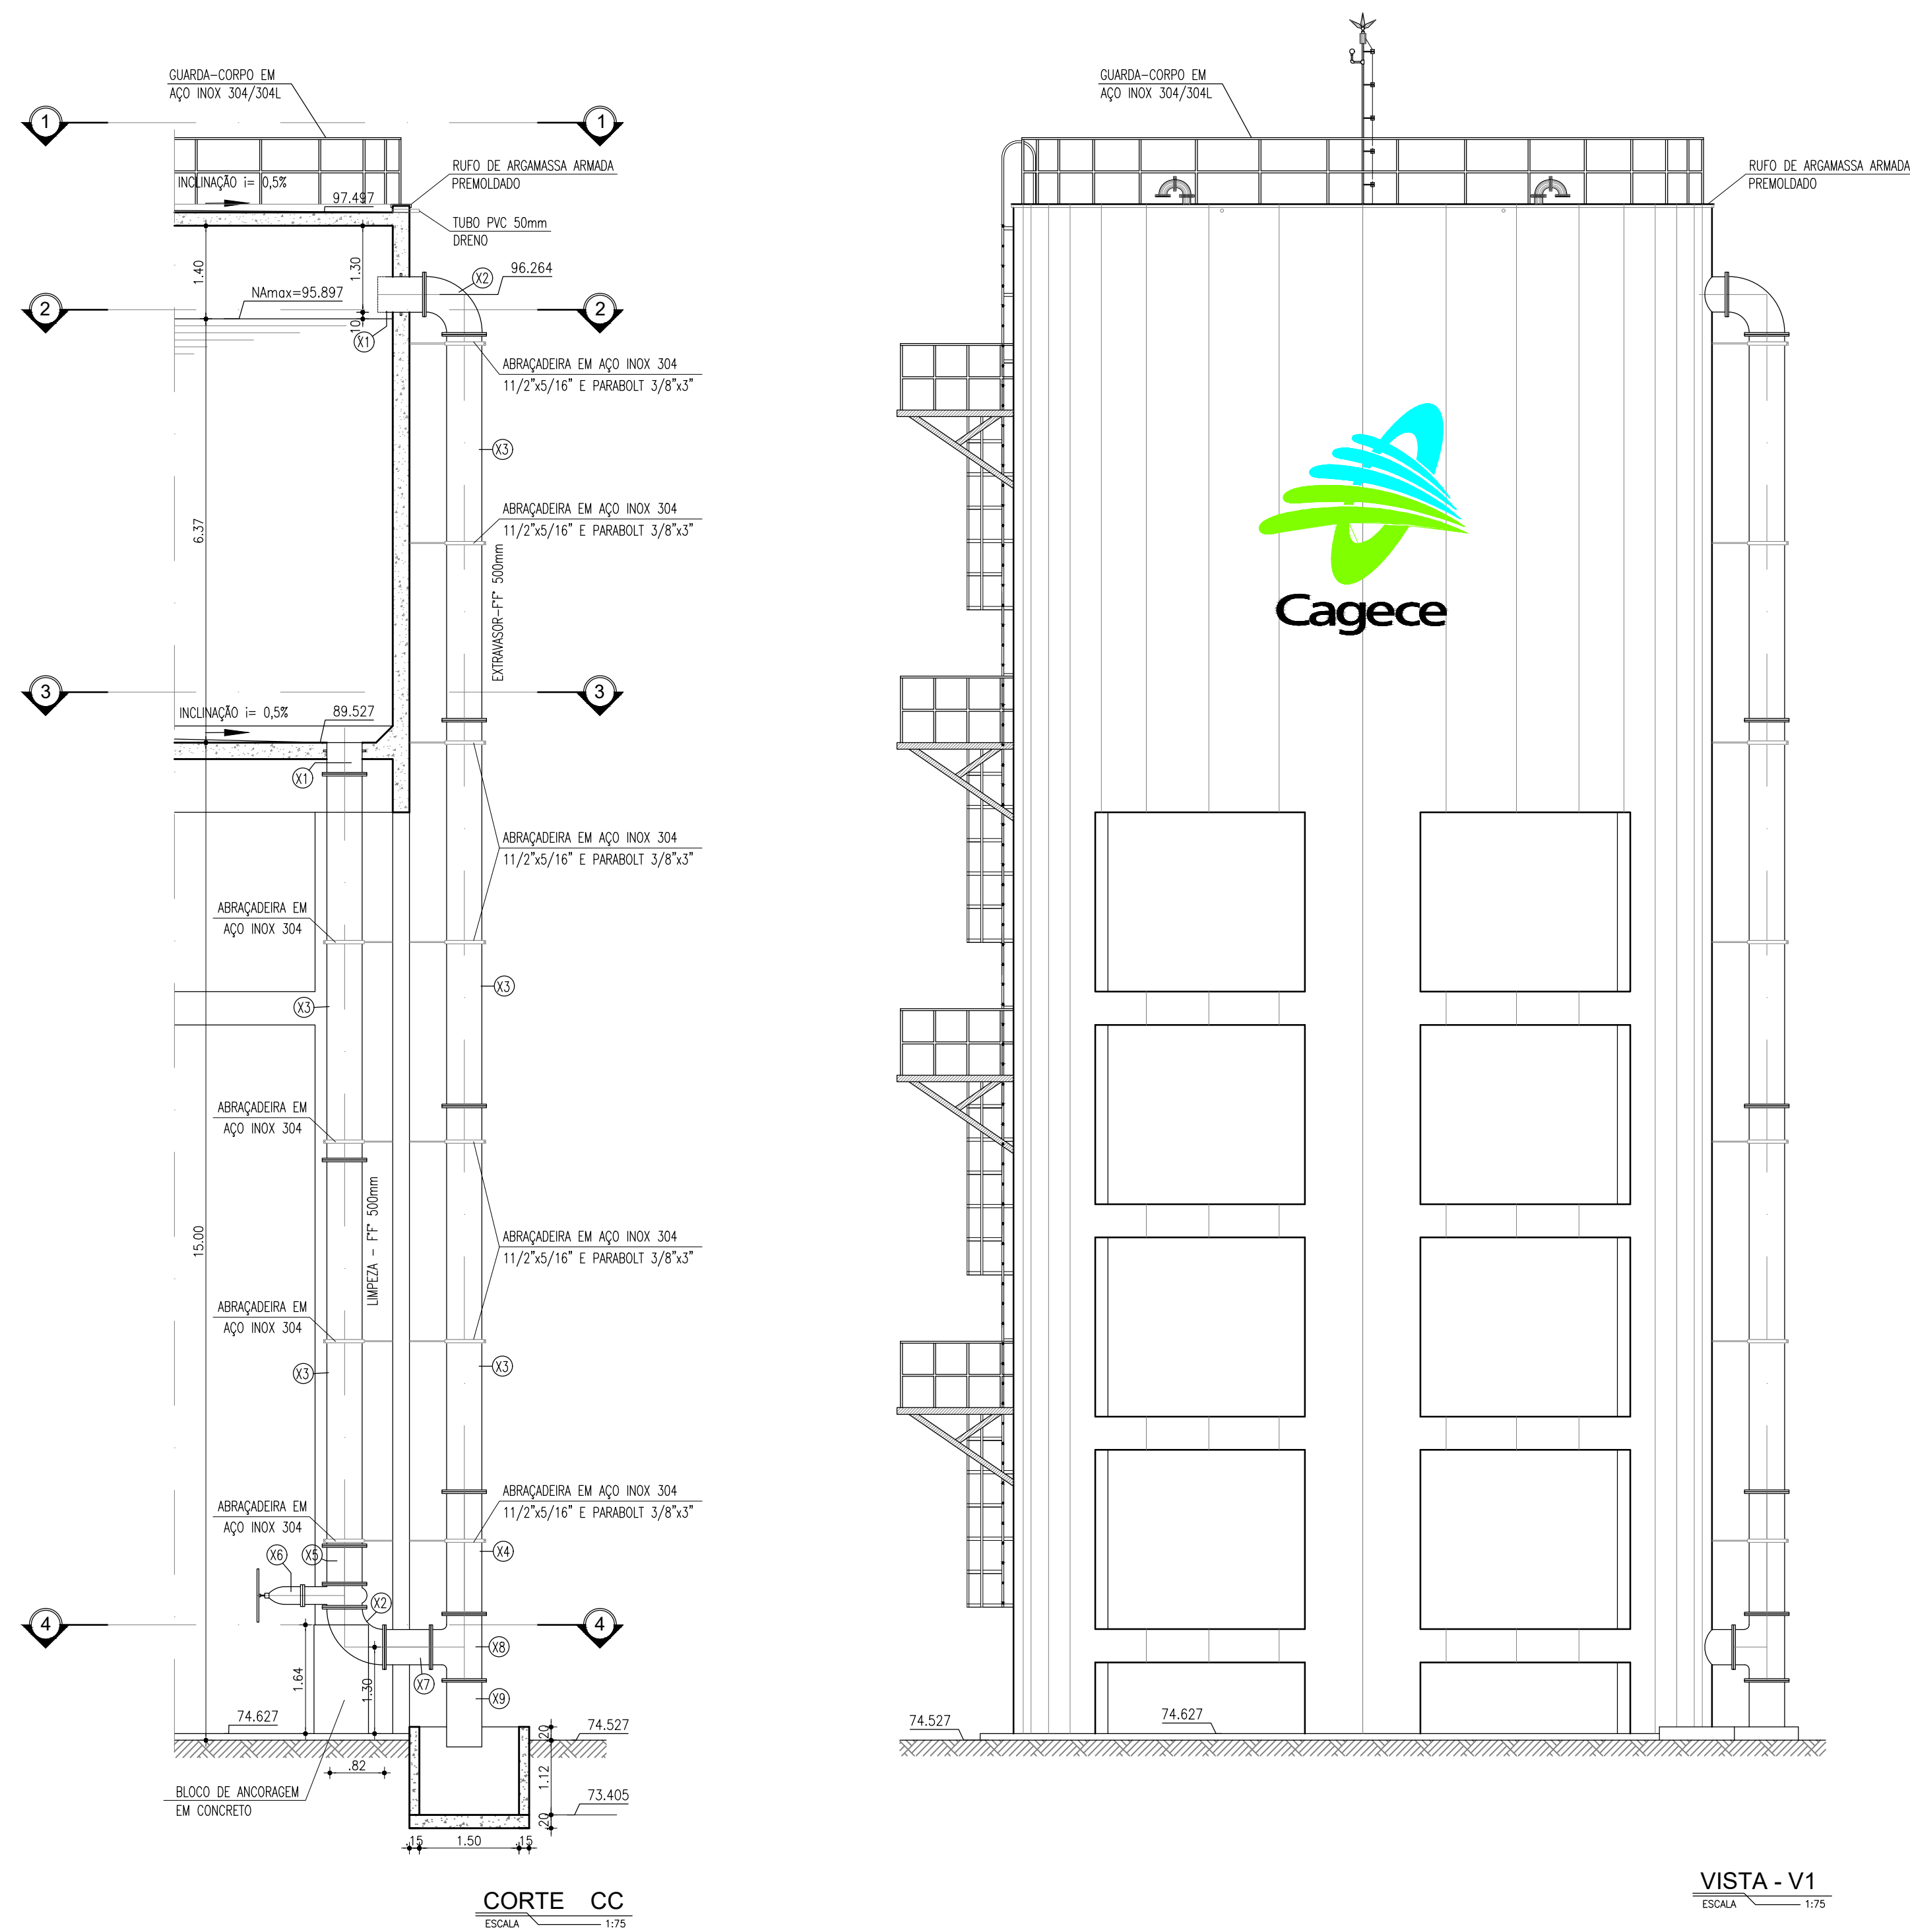 GUARDA-CORPO EM
AÇO INOX 304/304L
1
1
RUFO DE ARGAMASSA ARMADA
PREMOLDADO
INCLINAÇÃO i= 0,5%
97.497
TUBO PVC 50mm
DRENO
1.40
1.30
X2
96.264
NAmax=95.897
2
2
10
X1
ABRAÇADEIRA EM AÇO INOX 304
11/2"x5/16" E PARABOLT 3/8"x3"
X3
ABRAÇADEIRA EM AÇO INOX 304
11/2"x5/16" E PARABOLT 3/8"x3"
6.37
EXTRAVASOR-FºFº 500mm
3
3
INCLINAÇÃO i= 0,5%
89.527
X1
ABRAÇADEIRA EM AÇO INOX 304
11/2"x5/16" E PARABOLT 3/8"x3"
ABRAÇADEIRA EM
AÇO INOX 304
X3
X3
ABRAÇADEIRA EM
AÇO INOX 304
LIMPEZA - FºFº 500mm
15.00
ABRAÇADEIRA EM AÇO INOX 304
11/2"x5/16" E PARABOLT 3/8"x3"
ABRAÇADEIRA EM
AÇO INOX 304
X3
X3
ABRAÇADEIRA EM AÇO INOX 304
11/2"x5/16" E PARABOLT 3/8"x3"
ABRAÇADEIRA EM
AÇO INOX 304
X4
X6
X5
X2
4
4
X8
1.64
1.30
X7
X9
74.627
20
74.527
.82
1.12
BLOCO DE ANCORAGEM
EM CONCRETO
73.405
20
.15
1.50
.15
CORTE CC
ESCALA
1:75
GUARDA-CORPO EM
AÇO INOX 304/304L
RUFO DE ARGAMASSA ARMADA
PREMOLDADO
Cagece
74.527
74.627
VISTA - V1
ESCALA
1:75